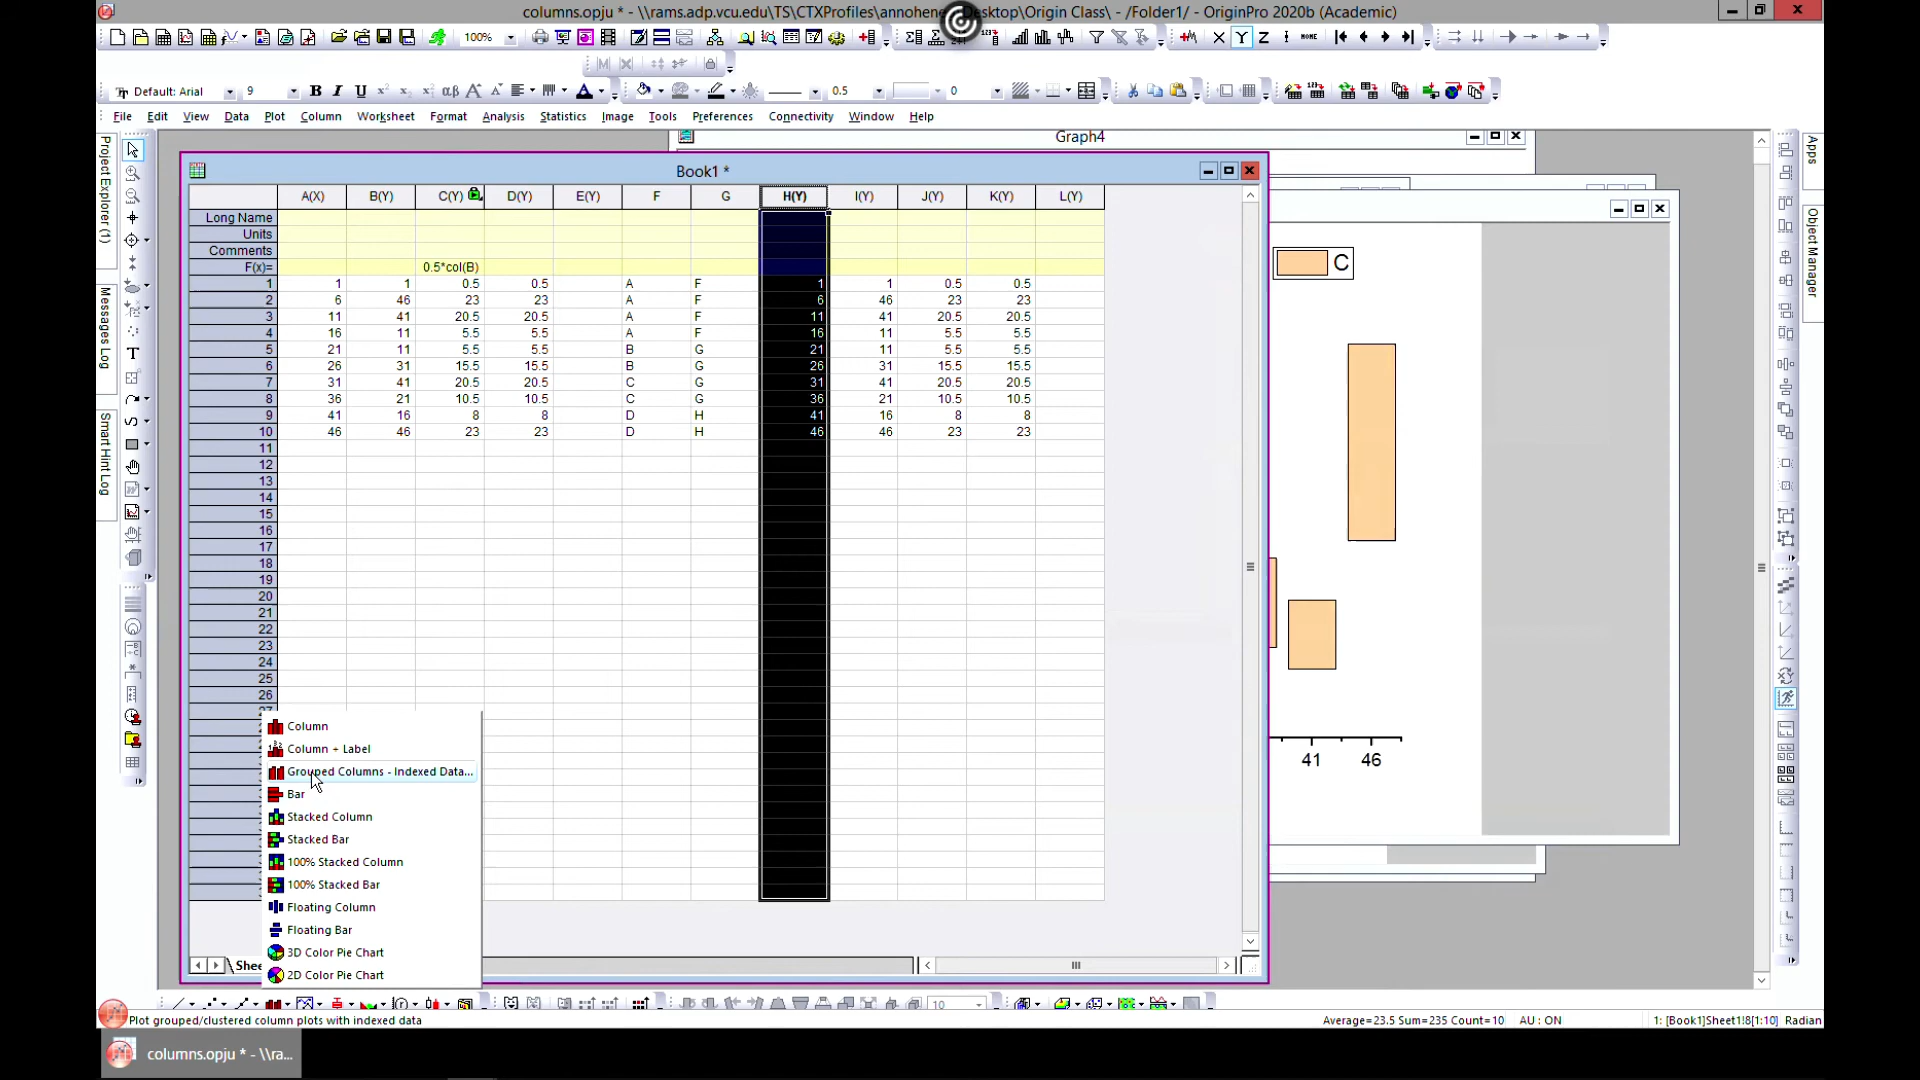 columns.opju * - \\rams.adp.vcu.edu\TS\CTXProfiles\annohene Desktop\Origin Class\ - /Folder1/ - OriginPro 2020b (Academic)
100%
Default: Arial 9 B I U 0.5 0
File Edit View Data Plot Column Worksheet Format Analysis Statistics Image Tools Preferences Connectivity Window Help
Graph4
Project Explorer (1)
Messages Log
Smart Hint Log
Apps
Object Manager
Book1 *
A(X) B(Y) C(Y) D(Y) E(Y) F G H(Y) I(Y) J(Y) K(Y) L(Y)
Long Name
Units
Comments
F(x)= 0.5*col(B)
1 1 1 0.5 0.5 A F 1 1 0.5 0.5
2 6 46 23 23 A F 6 46 23 23
3 11 41 20.5 20.5 A F 11 41 20.5 20.5
4 16 11 5.5 5.5 A F 16 11 5.5 5.5
5 21 11 5.5 5.5 B G 21 11 5.5 5.5
6 26 31 15.5 15.5 B G 26 31 15.5 15.5
7 31 41 20.5 20.5 C G 31 41 20.5 20.5
8 36 21 10.5 10.5 C G 36 21 10.5 10.5
9 41 16 8 8 D H 41 16 8 8
10 46 46 23 23 D H 46 46 23 23
11
12
13
14
15
16
17
18
19
20
21
22
23
24
25
26
C
41 46
Column
Column + Label
Grouped Columns - Indexed Data...
Bar
Stacked Column
Stacked Bar
100% Stacked Column
100% Stacked Bar
Floating Column
Floating Bar
3D Color Pie Chart
2D Color Pie Chart
Shee
10
Plot grouped/clustered column plots with indexed data
Average=23.5 Sum=235 Count=10 AU : ON 1: [Book1]Sheet1!8[1:10] Radian
columns.opju * - \\ra...